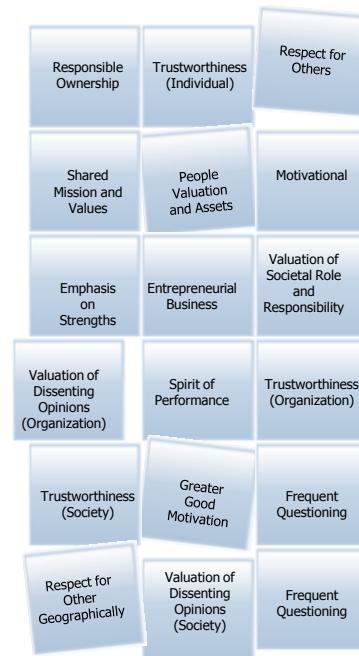 Responsible
Ownership
Trustworthiness
(Individual)
Respect for
Others
Shared
Mission and
Values
People
Valuation
and Assets
Motivational
Emphasis
on
Strengths
Entrepreneurial
Business
Valuation of
Societal Role
and
Responsibility
Valuation of
Dissenting
Opinions
(Organization)
Spirit of
Performance
Trustworthiness
(Organization)
Trustworthiness
(Society)
Greater
Good
Motivation
Frequent
Questioning
Respect for
Other
Geographically
Valuation of
Dissenting
Opinions
(Society)
Frequent
Questioning